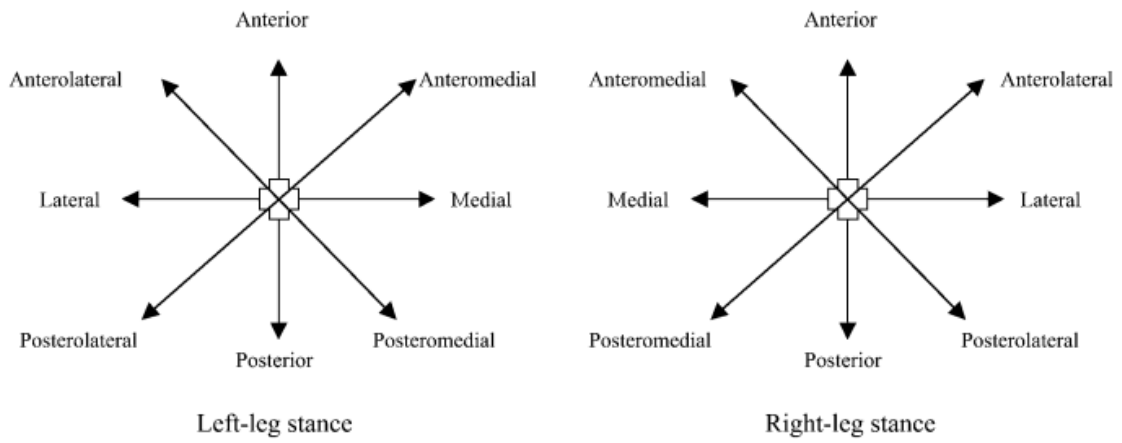 Anterior
Anterolateral
Anteromedial
Lateral
Medial
Posterolateral
Posteromedial
Posterior
Left-leg stance
Anterior
Anteromedial
Anterolateral
Medial
Lateral
Posteromedial
Posterolateral
Posterior
Right-leg stance